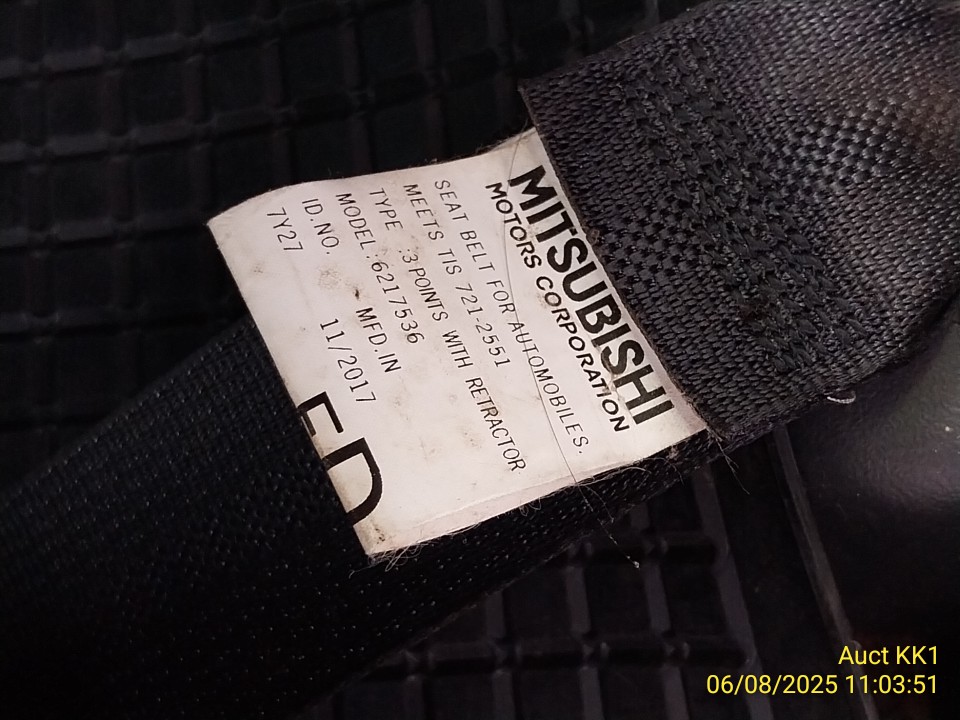 MITSUBISHI
MOTORS CORPORATION
SEAT BELT FOR AUTOMOBILES.
MEETS TIS 721-2551
TYPE :3 POINTS WITH RETRACTOR
MODEL:6217536
ID.NO. MFD.IN
7Y27 11/2017
Auct KK1
06/08/2025 11:03:51